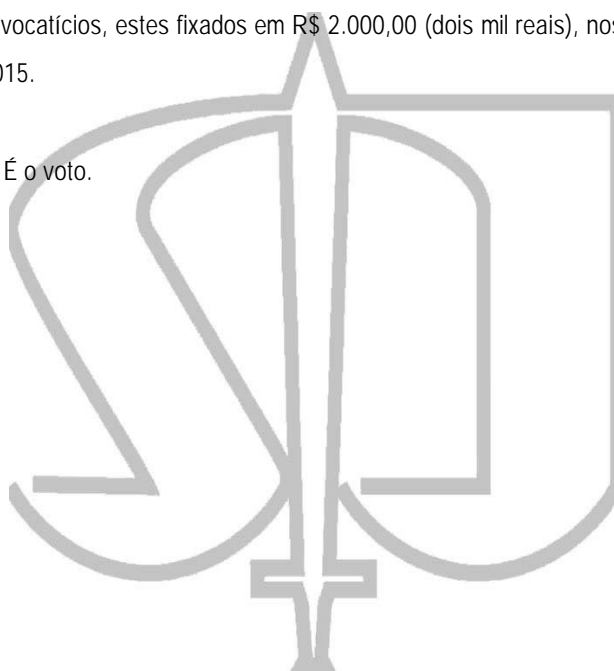 vocatícios, estes fixados em R$ 2.000,00 (dois mil reais), nos
015.
É o voto.